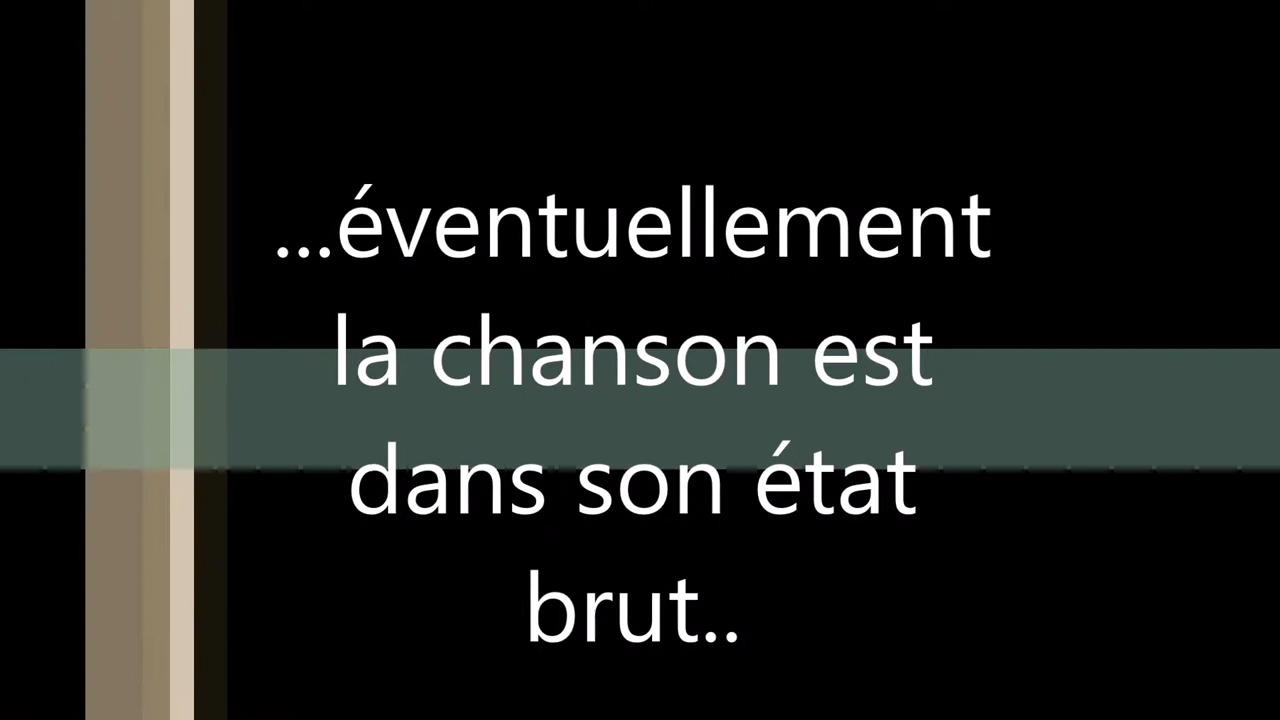 ...éventuellement
la chanson est
dans son état
brut..